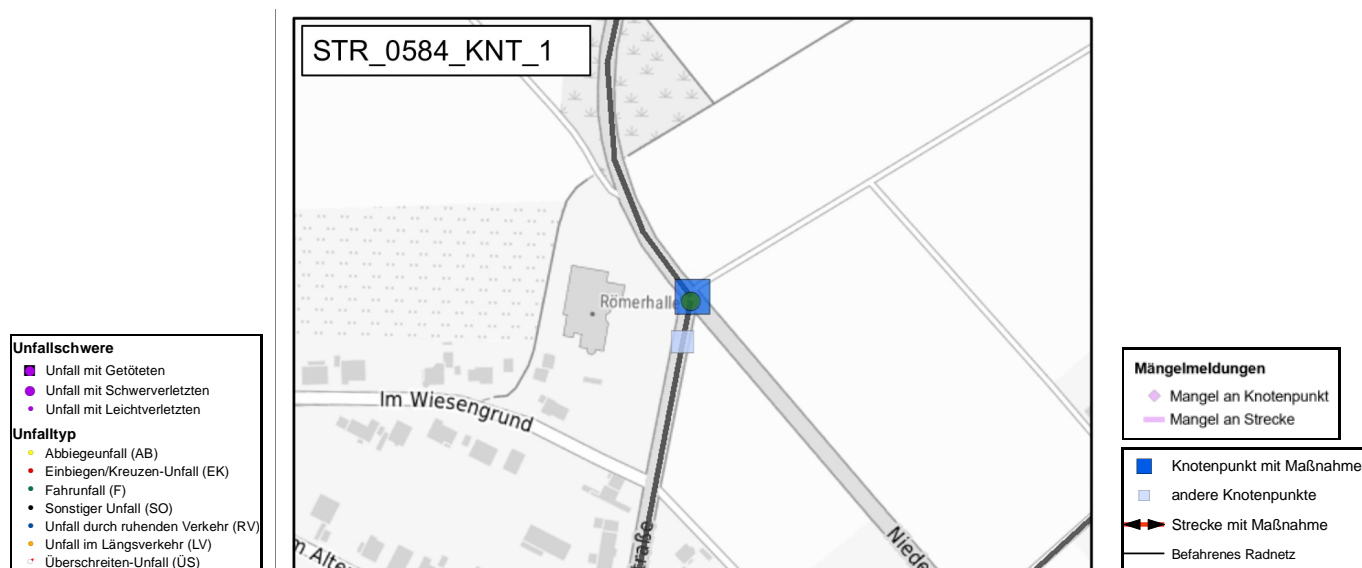 STR_0584_KNT_1
Römerhalle
Im Wiesengrund
Unfallschwere
Unfall mit Getöteten
Unfall mit Schwerverletzten
Unfall mit Leichtverletzten
Unfalltyp
Abbiegeunfall (AB)
Einbiegen/Kreuzen-Unfall (EK)
Fahrunfall (F)
Sonstiger Unfall (SO)
Unfall durch ruhenden Verkehr (RV)
Unfall im Längsverkehr (LV)
Überschreiten-Unfall (ÜS)
Mängelmeldungen
Mangel an Knotenpunkt
Mangel an Strecke
Knotenpunkt mit Maßnahme
andere Knotenpunkte
Strecke mit Maßnahme
Befahrenes Radnetz